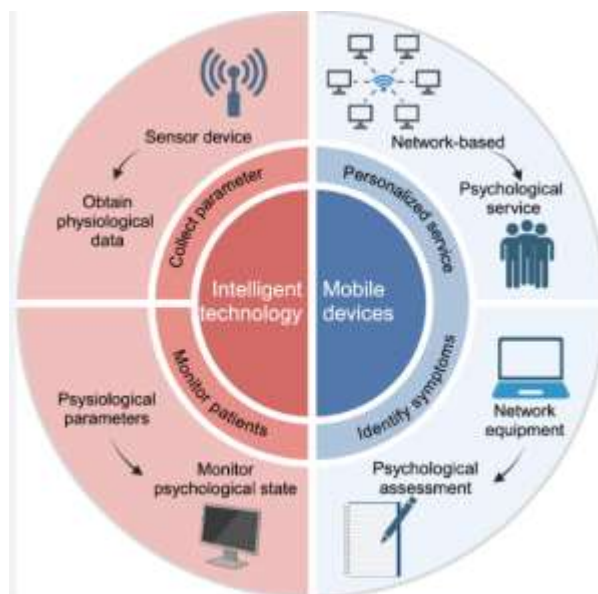 Sensor device
Obtain
physiological
data
Collect parameter
Network-based
Psychological
service
Personalized service
Intelligent
technology
Mobile
devices
Psysiological
parameters
Monitor
psychological state
Monitor patients
Identify symptoms
Network
equipment
Psychological
assessment